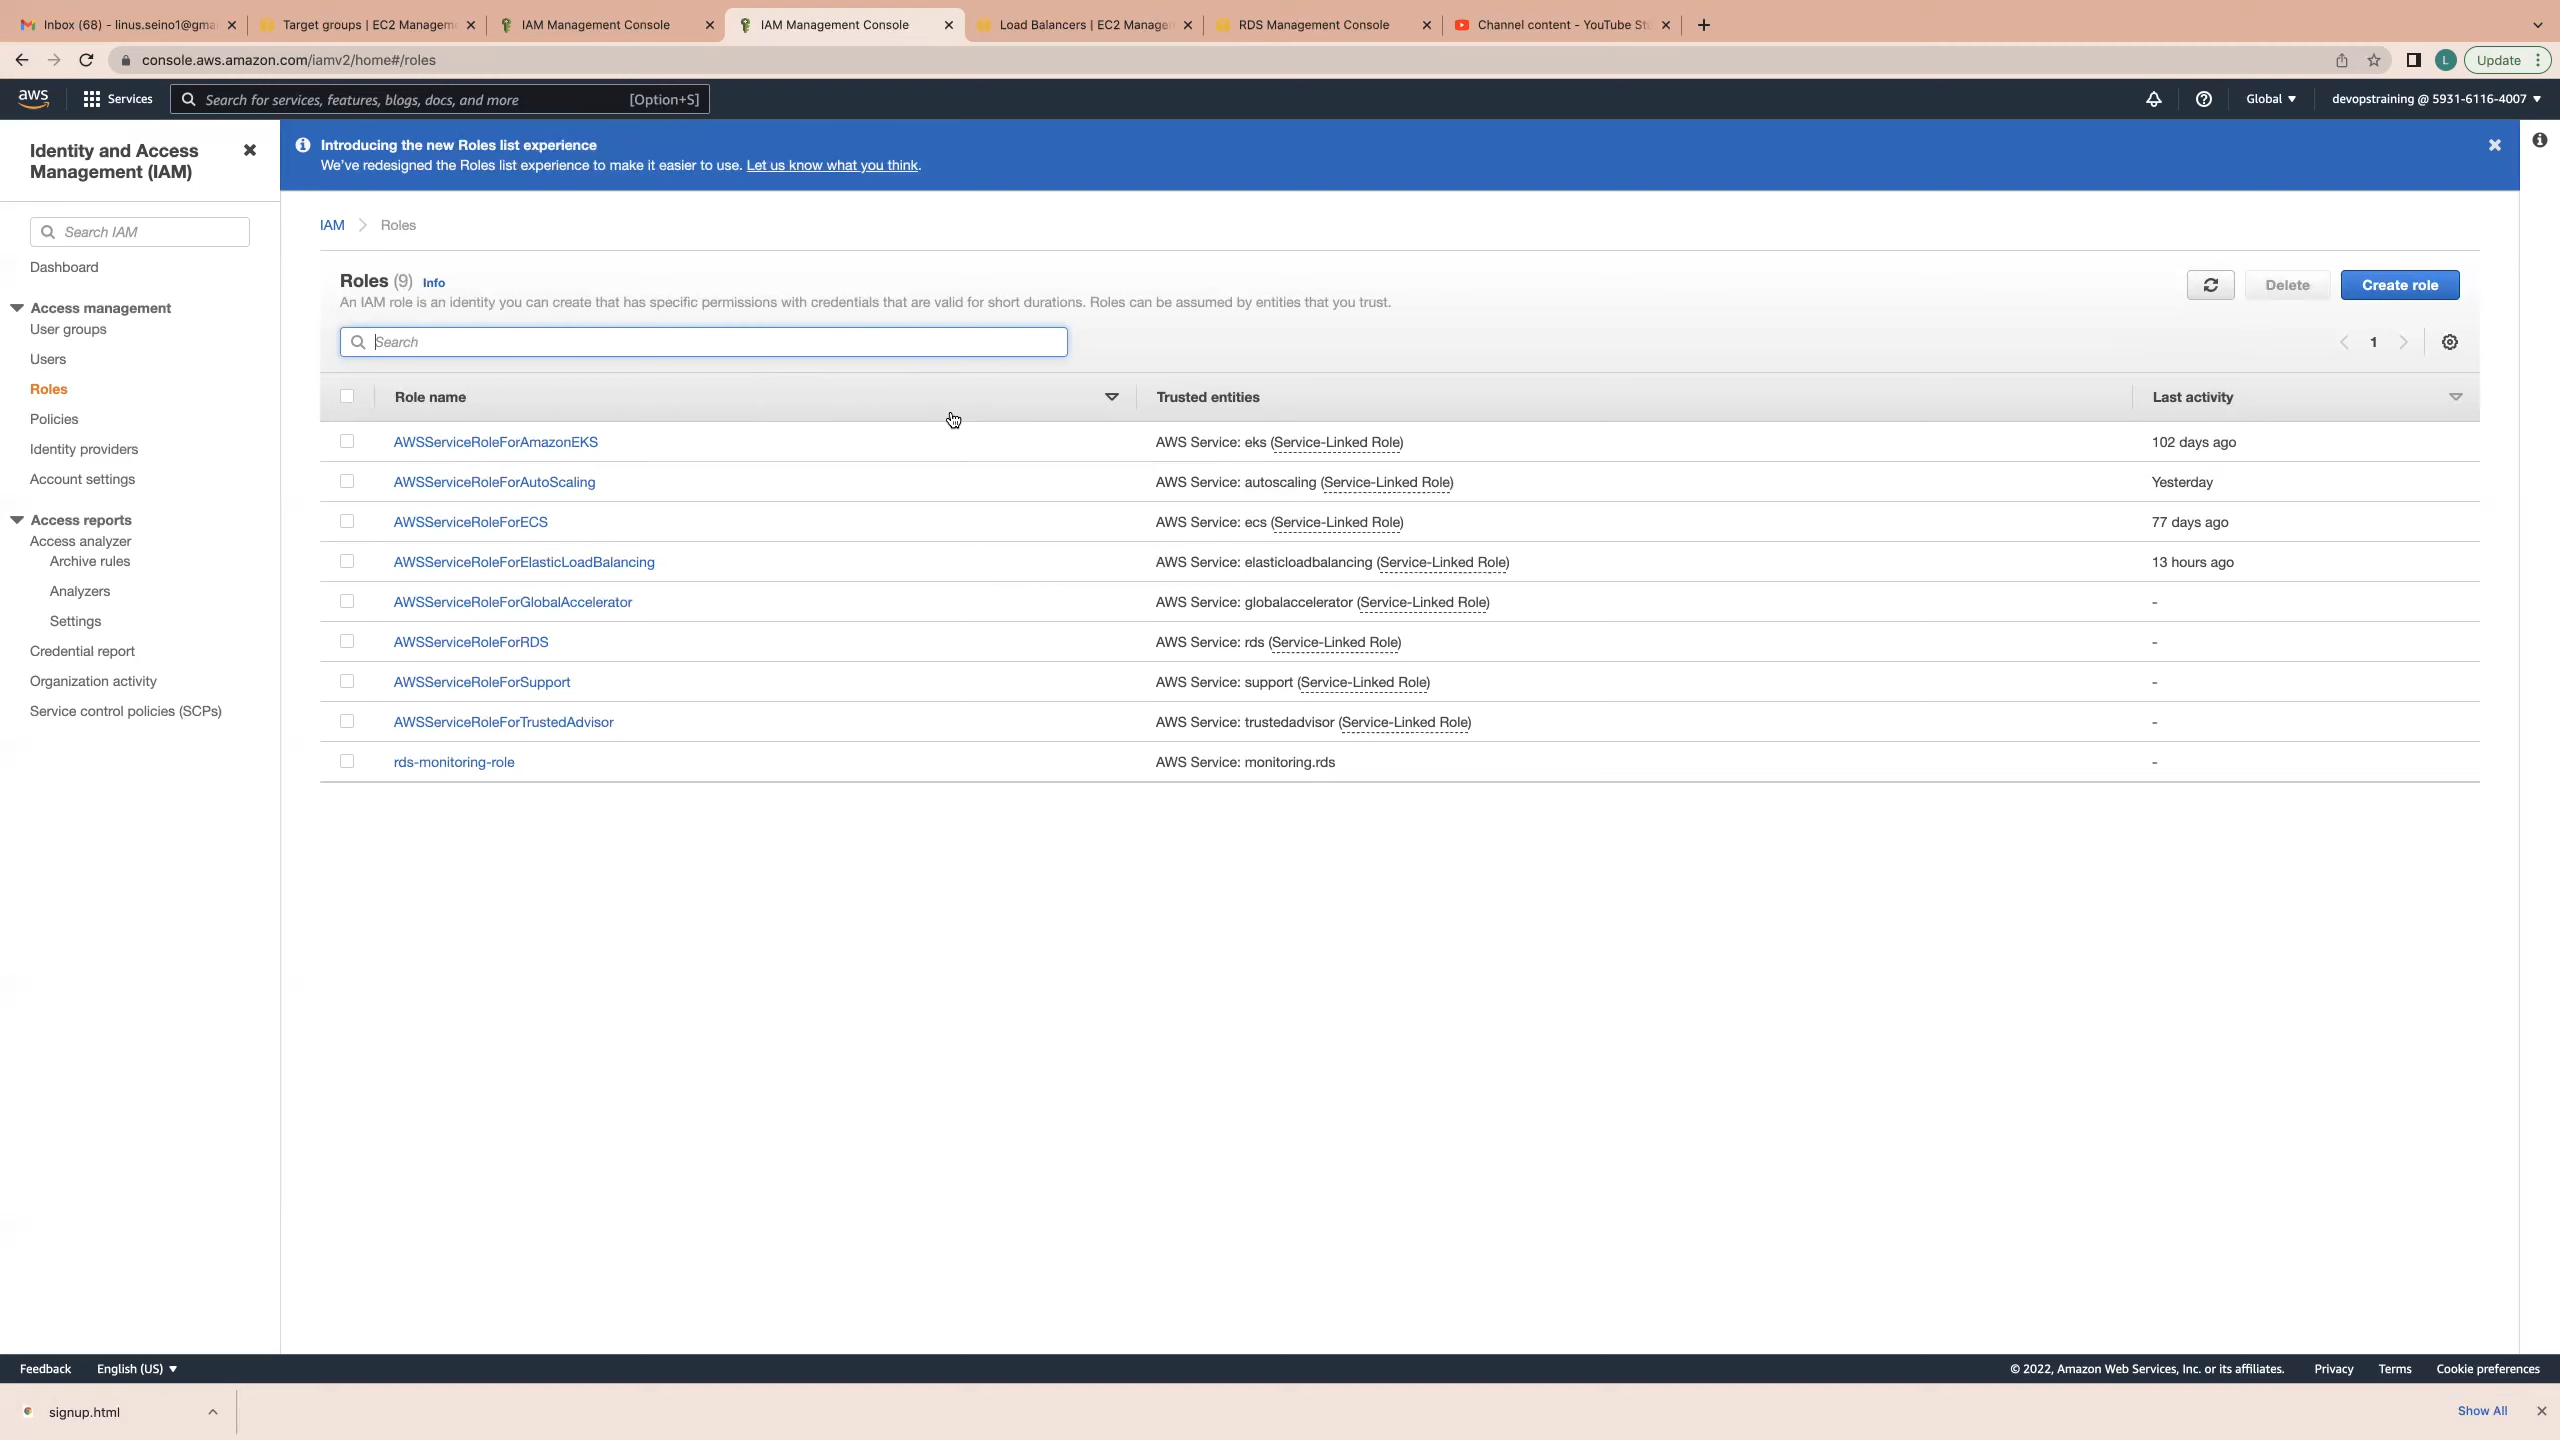 Inbox (68) - linus.seino1@gma
Target groups | EC2 Managem
IAM Management Console
IAM Management Console
Load Balancers | EC2 Manage
RDS Management Console
Channel content - YouTube St
console.aws.amazon.com/iamv2/home#/roles
L
Update
aws
Services
Search for services, features, blogs, docs, and more
[Option+S]
Global
devopstraining @ 5931-6116-4007
Identity and Access Management (IAM)
Search IAM
Dashboard
Access management
User groups
Users
Roles
Policies
Identity providers
Account settings
Access reports
Access analyzer
Archive rules
Analyzers
Settings
Credential report
Organization activity
Service control policies (SCPs)
Introducing the new Roles list experience
We've redesigned the Roles list experience to make it easier to use. Let us know what you think.
IAM
Roles
Roles (9) Info
An IAM role is an identity you can create that has specific permissions with credentials that are valid for short durations. Roles can be assumed by entities that you trust.
Delete
Create role
Search
1
Role name
Trusted entities
Last activity
AWSServiceRoleForAmazonEKS
AWS Service: eks (Service-Linked Role)
102 days ago
AWSServiceRoleForAutoScaling
AWS Service: autoscaling (Service-Linked Role)
Yesterday
AWSServiceRoleForECS
AWS Service: ecs (Service-Linked Role)
77 days ago
AWSServiceRoleForElasticLoadBalancing
AWS Service: elasticloadbalancing (Service-Linked Role)
13 hours ago
AWSServiceRoleForGlobalAccelerator
AWS Service: globalaccelerator (Service-Linked Role)
-
AWSServiceRoleForRDS
AWS Service: rds (Service-Linked Role)
-
AWSServiceRoleForSupport
AWS Service: support (Service-Linked Role)
-
AWSServiceRoleForTrustedAdvisor
AWS Service: trustedadvisor (Service-Linked Role)
-
rds-monitoring-role
AWS Service: monitoring.rds
-
Feedback
English (US)
© 2022, Amazon Web Services, Inc. or its affiliates.
Privacy
Terms
Cookie preferences
signup.html
Show All